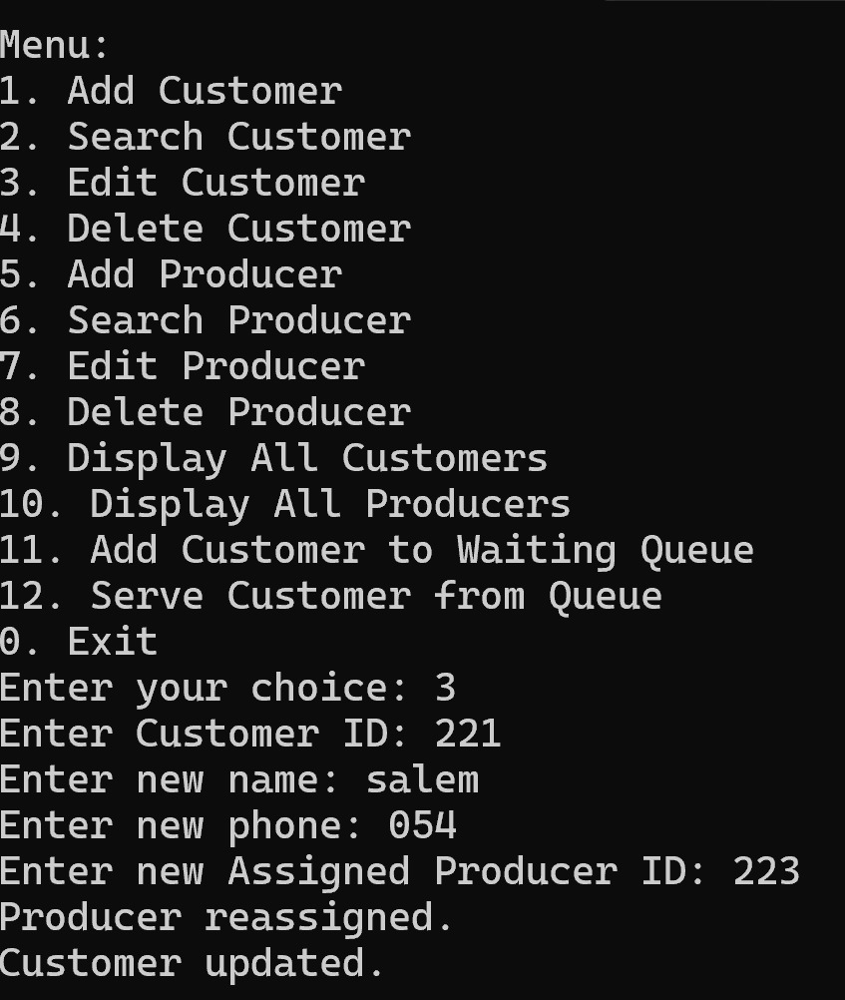 Menu:
1. Add Customer
2. Search Customer
3. Edit Customer
4. Delete Customer
5. Add Producer
6. Search Producer
7. Edit Producer
8. Delete Producer
9. Display All Customers
10. Display All Producers
11. Add Customer to Waiting Queue
12. Serve Customer from Queue
0. Exit
Enter your choice: 3
Enter Customer ID: 221
Enter new name: salem
Enter new phone: 054
Enter new Assigned Producer ID: 223
Producer reassigned.
Customer updated.